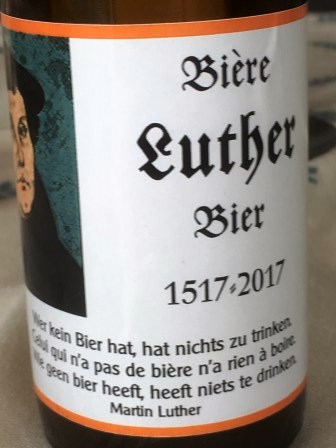 Bière
Luther
Bier
1517-2017
Wer kein Bier hat, hat nichts zu trinken.
Celui qui n'a pas de bière n'a rien à boire.
Wie geen bier heeft, heeft niets te drinken.
Martin Luther